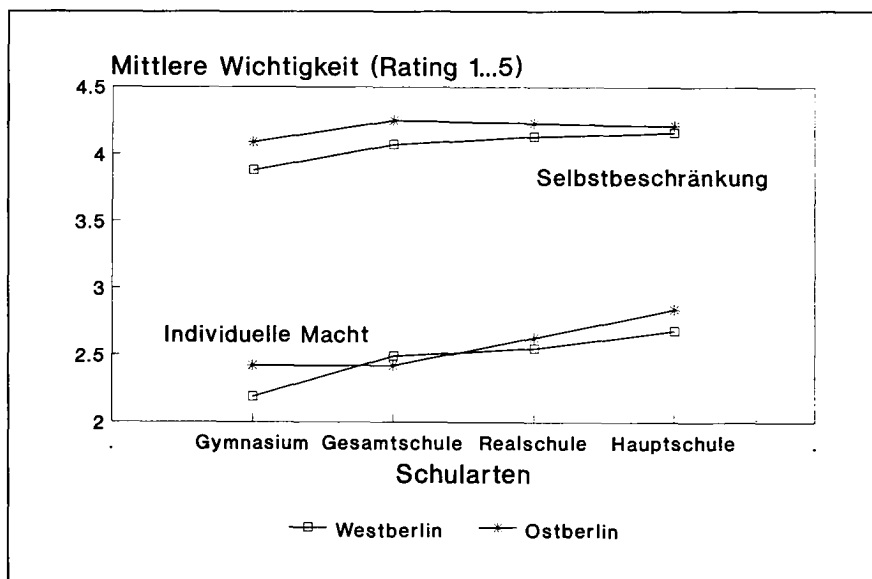 Mittlere Wichtigkeit (Rating 1...5)
4.5
4
Selbstbeschränkung
3.5
3
Individuelle Macht
2.5
2
Gymnasium Gesamtschule Realschule Hauptschule
Schularten
Westberlin Ostberlin